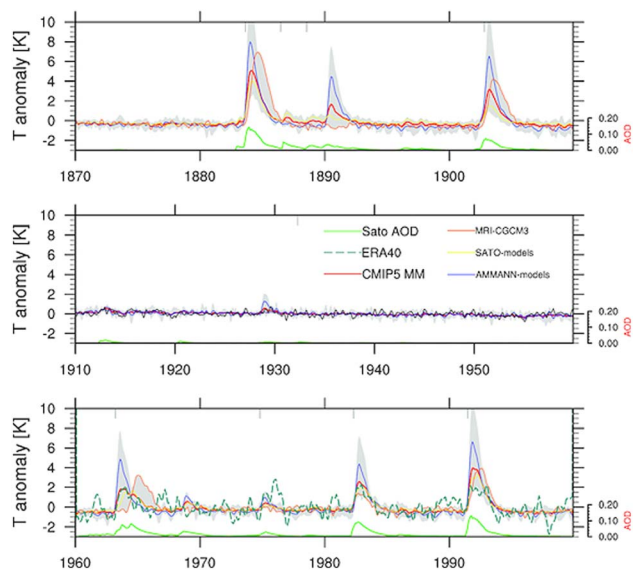 10
8
6
4
2
0
-2
T anomaly [K]
0.20
0.10
0.00
AOD
1870 1880 1890 1900
10
8
6
4
2
0
-2
T anomaly [K]
Sato AOD MRI-CGCM3
ERA40 SATO-models
CMIP5 MM AMMANN-models
0.20
0.10
0.00
AOD
1910 1920 1930 1940 1950
10
8
6
4
2
0
-2
T anomaly [K]
0.20
0.10
0.00
AOD
1960 1970 1980 1990